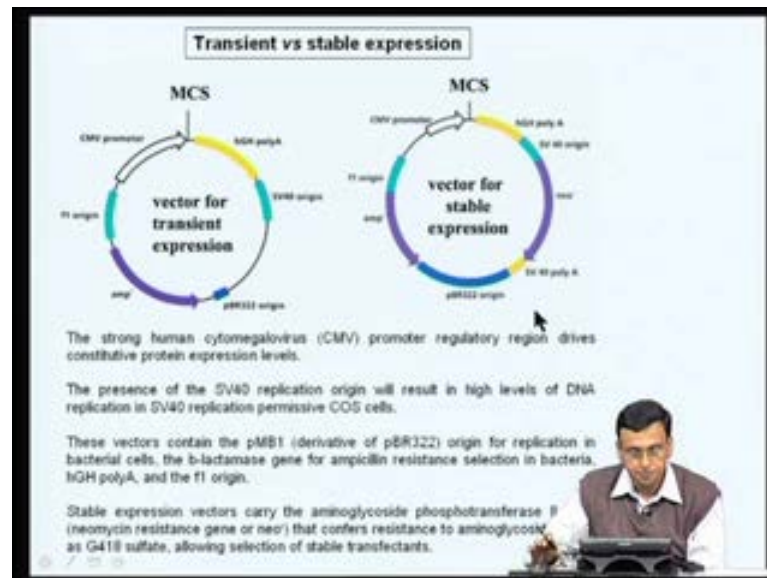 Transient vs stable expression
MCS
CMV promoter
hGH polyA
SV40 origin
f1 origin
vector for
transient
expression
amp
pBR322 origin
MCS
CMV promoter
hGH poly A
SV 40 origin
f1 origin
vector for
stable
expression
neo
amp
SV 40 poly A
pBR322 origin
The strong human cytomegalovirus (CMV) promoter regulatory region drives
constitutive protein expression levels.
The presence of the SV40 replication origin will result in high levels of DNA
replication in SV40 replication permissive COS cells.
These vectors contain the pMB1 (derivative of pBR322) origin for replication in
bacterial cells, the b-lactamase gene for ampicillin resistance selection in bacteria,
hGH polyA, and the f1 origin.
Stable expression vectors carry the aminoglycoside phosphotransferase
(neomycin resistance gene or neoʳ) that confers resistance to
as G418 sulfate, allowing selection of stable transfectants.